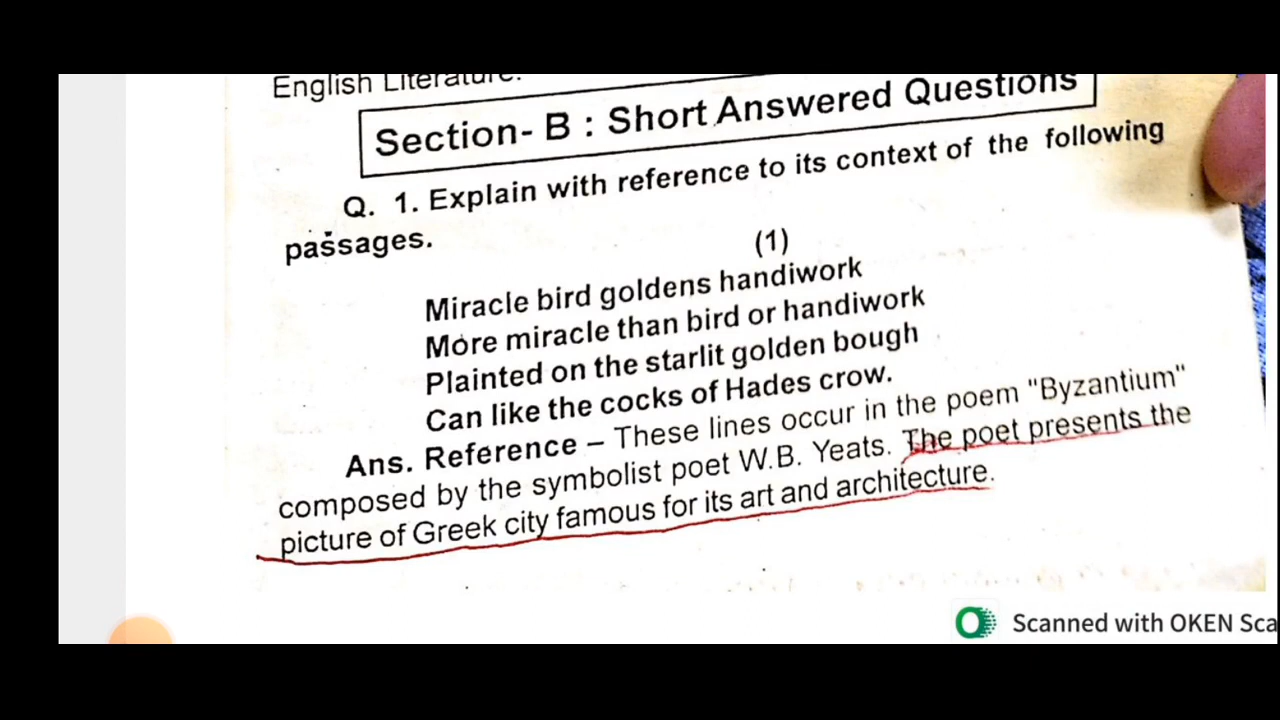 English Literature.
Section- B : Short Answered Questions
Q. 1. Explain with reference to its context of the following
passages.
(1)
Miracle bird goldens handiwork
More miracle than bird or handiwork
Plainted on the starlit golden bough
Can like the cocks of Hades crow.
Ans. Reference – These lines occur in the poem "Byzantium"
composed by the symbolist poet W.B. Yeats. The poet presents the
picture of Greek city famous for its art and architecture.
Scanned with OKEN Sca